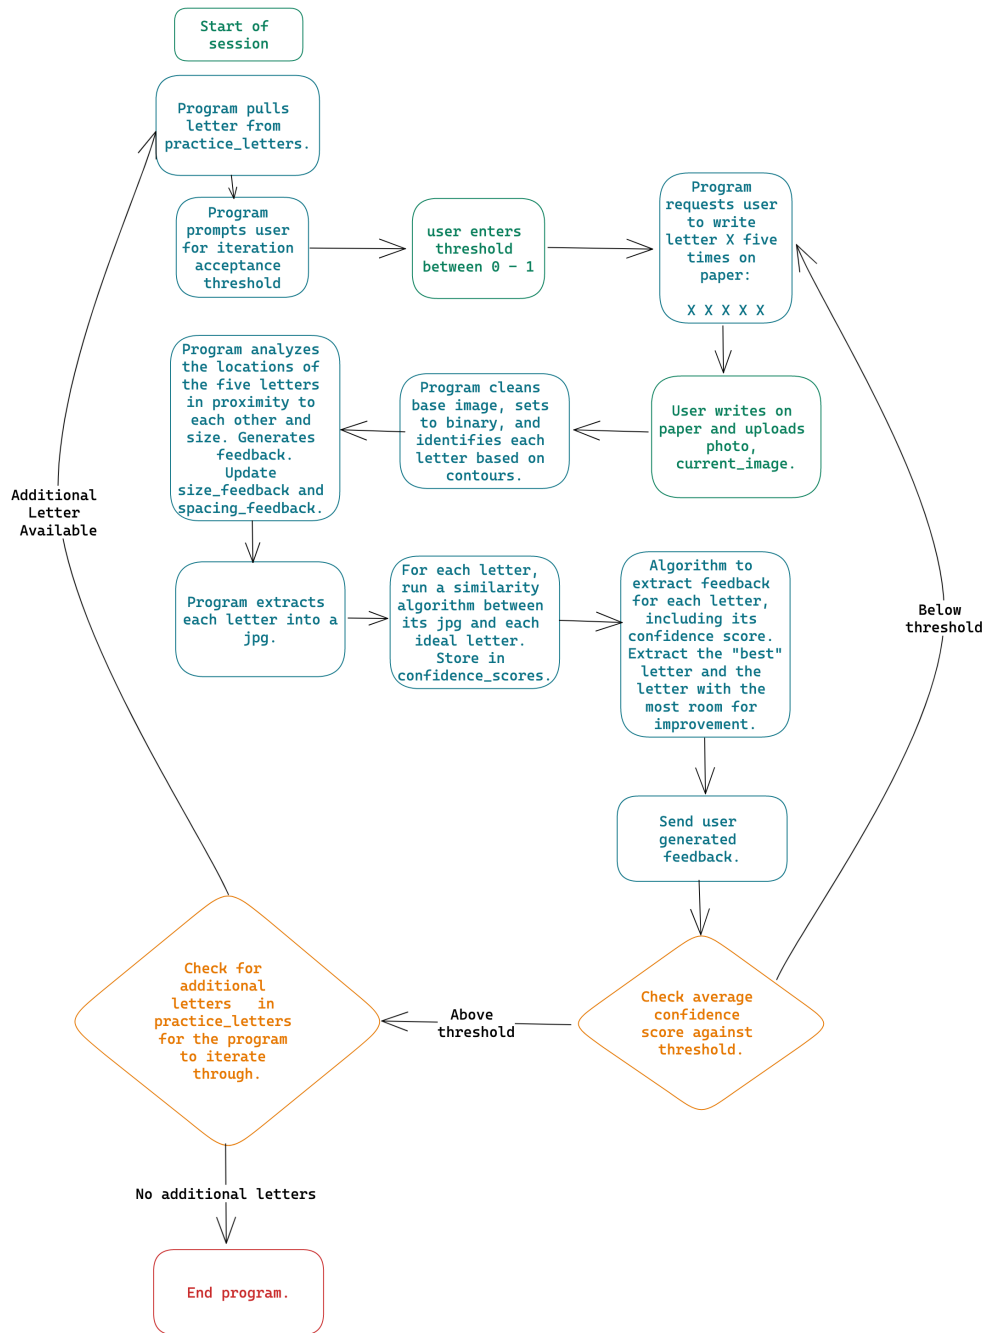 Start of
session
Program pulls
letter from
practice_letters.
Program
prompts user
for iteration
acceptance
threshold
user enters
threshold
between 0 - 1
Program
requests user
to write
letter X five
times on
paper:
X X X X X
User writes on
paper and uploads
photo,
current_image.
Program cleans
base image, sets
to binary, and
identifies each
letter based on
contours.
Program analyzes
the locations of
the five letters
in proximity to
each other and
size. Generates
feedback.
Update
size_feedback and
spacing_feedback.
Program extracts
each letter into a
jpg.
For each letter,
run a similarity
algorithm between
its jpg and each
ideal letter.
Store in
confidence_scores.
Algorithm to
extract feedback
for each letter,
including its
confidence score.
Extract the "best"
letter and the
letter with the
most room for
improvement.
Send user
generated
feedback.
Check average
confidence
score against
threshold.
Below
threshold
Above
threshold
Check for
additional
letters   in
practice_letters
for the program
to iterate
through.
Additional
Letter
Available
No additional letters
End program.